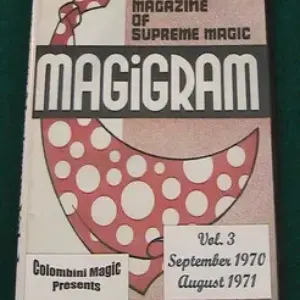 MAGAZINE
OF
SUPREME MAGIC
MAGiGRAM
Vol. 3
September 1970
August 1971
Colombini Magic
Presents